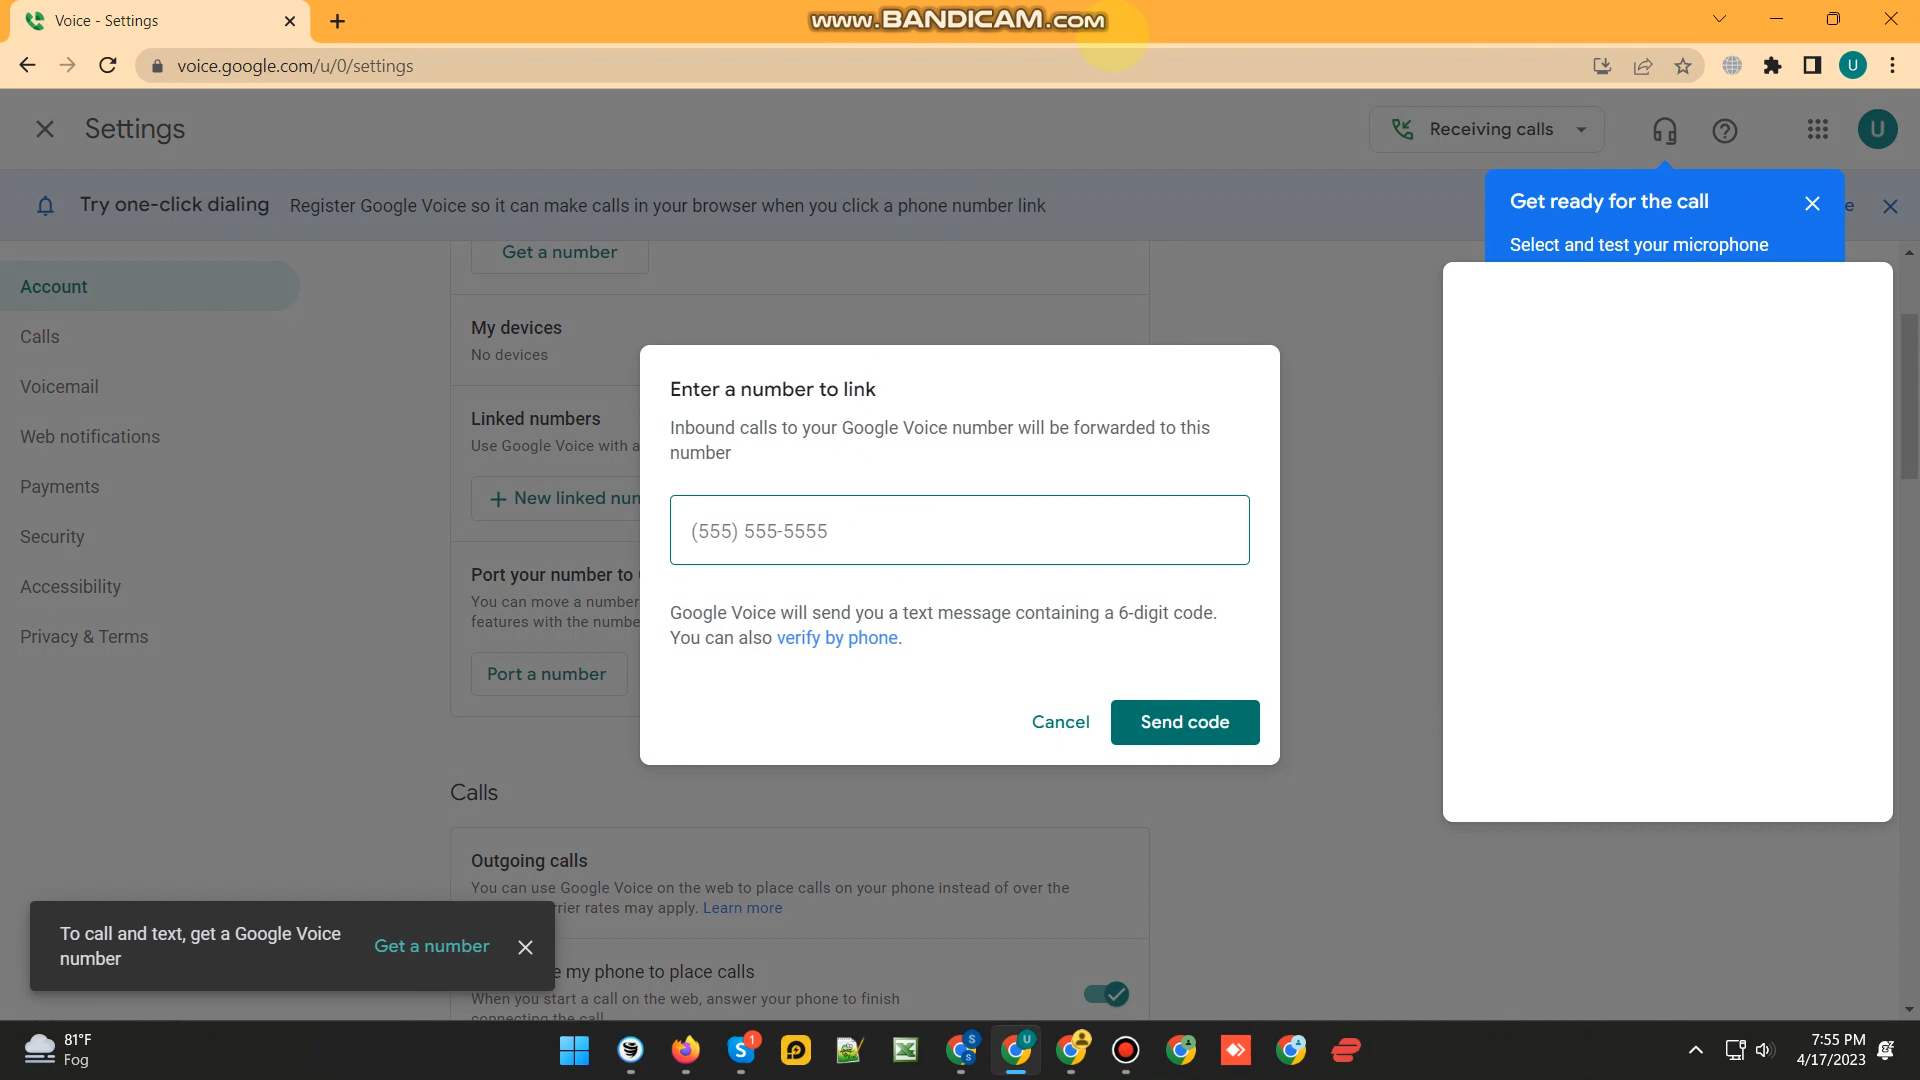 Voice - Settings
www.BANDICAM.com
voice.google.com/u/0/settings
U
Settings
Receiving calls
U
Try one-click dialing
Register Google Voice so it can make calls in your browser when you click a phone number link
Get ready for the call
e
Select and test your microphone
Get a number
Account
Calls
Voicemail
Web notifications
Payments
Security
Accessibility
Privacy & Terms
My devices
No devices
Linked numbers
Use Google Voice with a
New linked num
Port your number to
You can move a number
features with the numbe
Port a number
Enter a number to link
Inbound calls to your Google Voice number will be forwarded to this
number
(555) 555-5555
Google Voice will send you a text message containing a 6-digit code.
You can also verify by phone.
Cancel
Send code
Calls
Outgoing calls
You can use Google Voice on the web to place calls on your phone instead of over the
rrier rates may apply. Learn more
e my phone to place calls
When you start a call on the web, answer your phone to finish
connecting the call
To call and text, get a Google Voice
number
Get a number
81°F
Fog
1
S
S
U
7:55 PM
4/17/2023